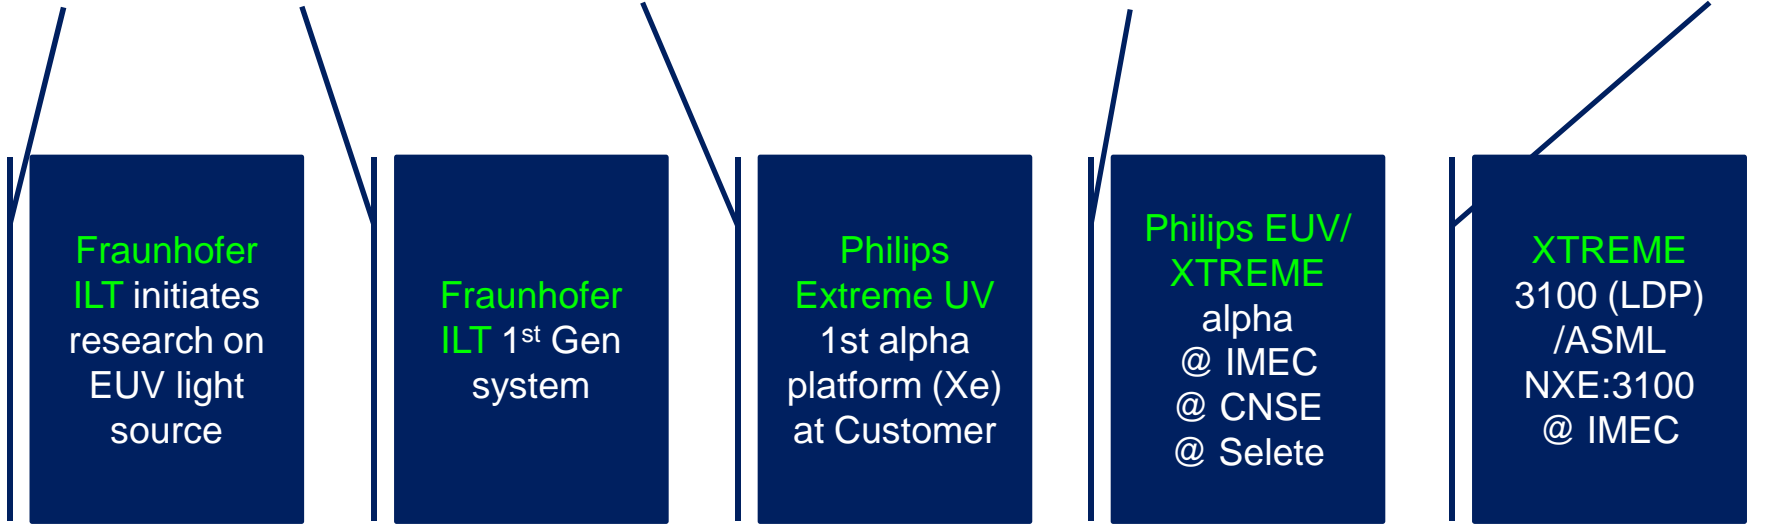 Fraunhofer
ILT initiates
research on
EUV light
source
Fraunhofer
ILT 1st Gen
system
Philips
Extreme UV
1st alpha
platform (Xe)
at Customer
Philips EUV/
XTREME
alpha
@ IMEC
@ CNSE
@ Selete
XTREME
3100 (LDP)
/ASML
NXE:3100
@ IMEC